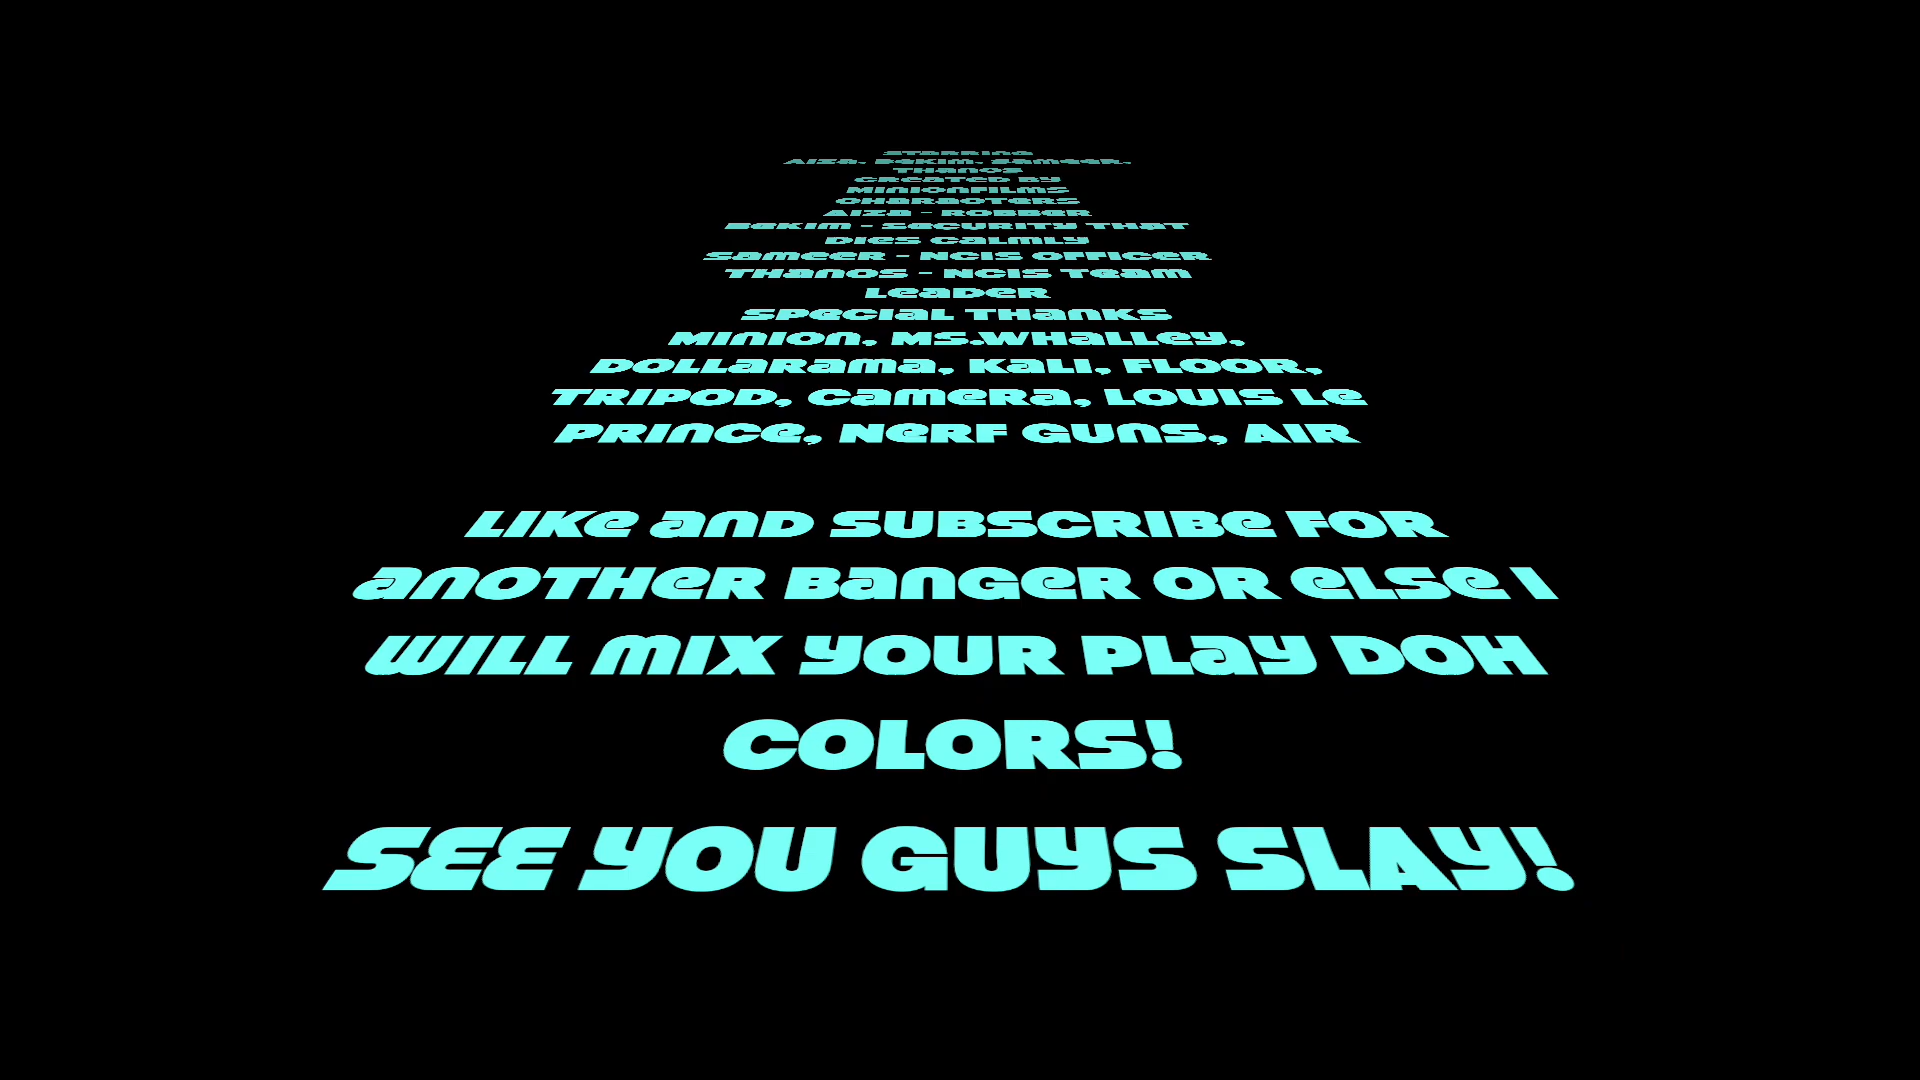 STARRING
AIZA, BEKIM, SAMEER,
THANOS
CREATED BY
MINIONFILMS
CHARACTERS
AIZA - ROBBER
BEKIM - SECURITY THAT
DIES CALMLY
SAMEER - NCIS OFFICER
THANOS - NCIS TEAM
LEADER
SPECIAL THANKS
MINION, MS.WHALLEY,
DOLLARAMA, KALI, FLOOR,
TRIPOD, CAMERA, LOUIS LE
PRINCE, NERF GUNS, AIR
LIKE AND SUBSCRIBE FOR
ANOTHER BANGER OR ELSE I
WILL MIX YOUR PLAY DOH
COLORS!
SEE YOU GUYS SLAY!